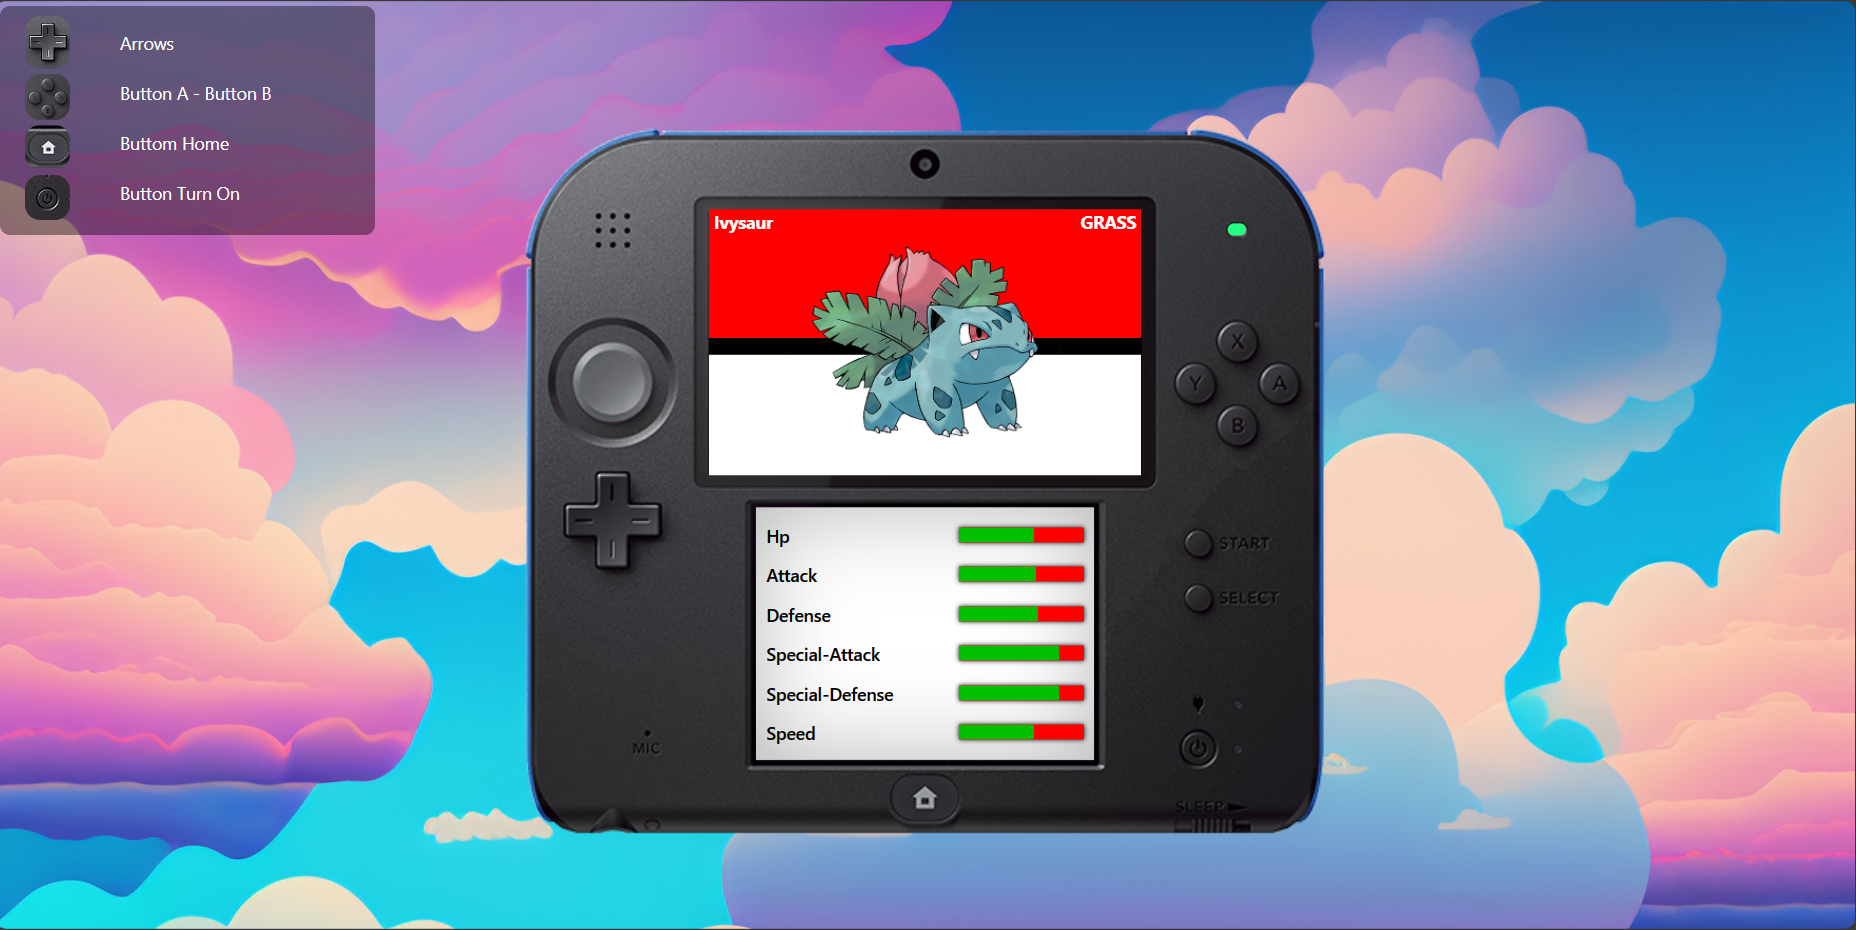 Arrows
Button A - Button B
Buttom Home
Button Turn On
Ivysaur
GRASS
X
Y
A
B
START
SELECT
Hp
Attack
Defense
Special-Attack
Special-Defense
Speed
MIC
SLEEP